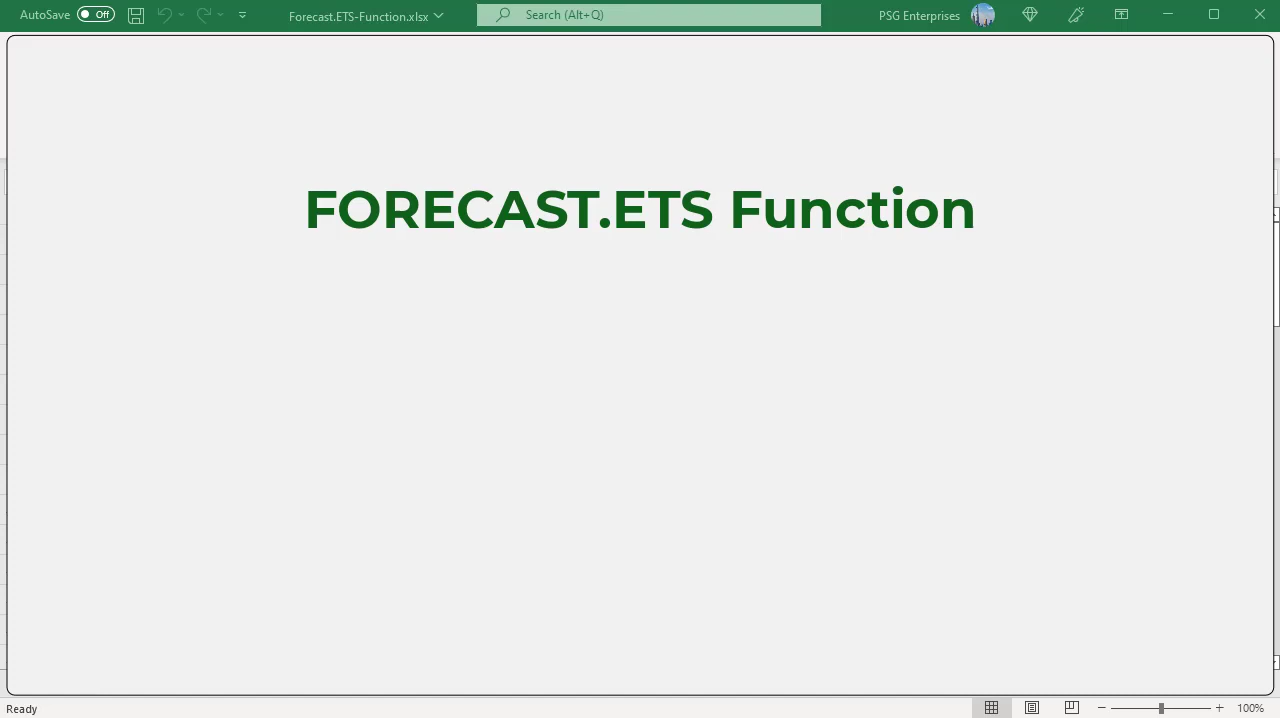 AutoSave Off Forecast.ETS-Function.xlsx Search (Alt+Q) PSG Enterprises
FORECAST.ETS Function
Ready 100%